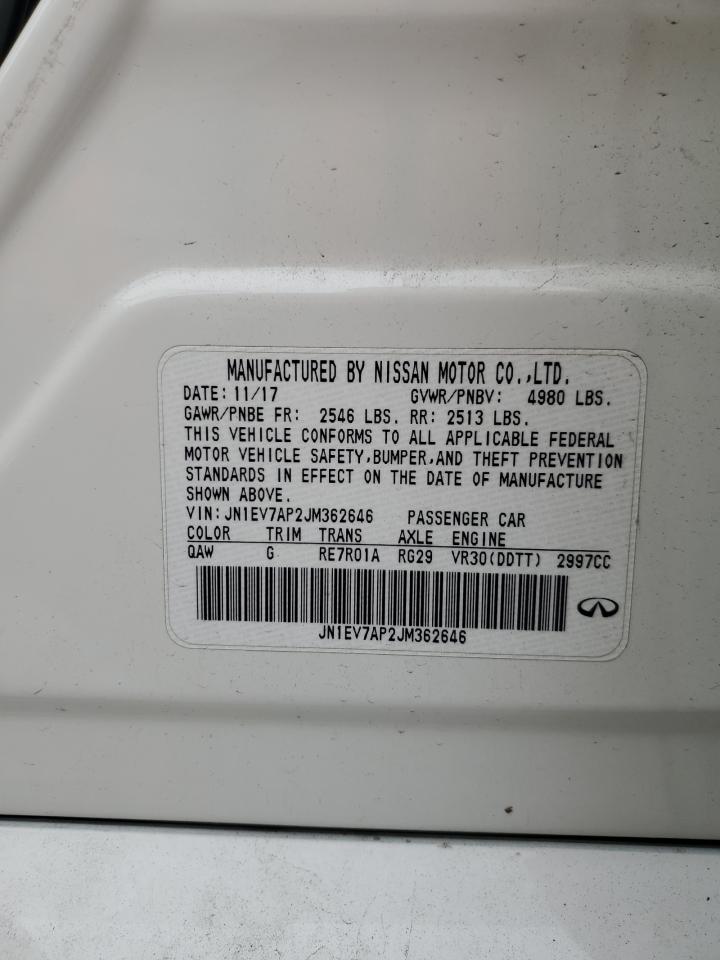 MANUFACTURED BY NISSAN MOTOR CO.,LTD.
DATE: 11/17 GVWR/PNBV: 4980 LBS.
GAWR/PNBE FR: 2546 LBS. RR: 2513 LBS.
THIS VEHICLE CONFORMS TO ALL APPLICABLE FEDERAL
MOTOR VEHICLE SAFETY,BUMPER,AND THEFT PREVENTION
STANDARDS IN EFFECT ON THE DATE OF MANUFACTURE
SHOWN ABOVE.
VIN:JN1EV7AP2JM362646 PASSENGER CAR
COLOR TRIM TRANS AXLE ENGINE
QAW G RE7R01A RG29 VR30(DDTT) 2997CC
JN1EV7AP2JM362646